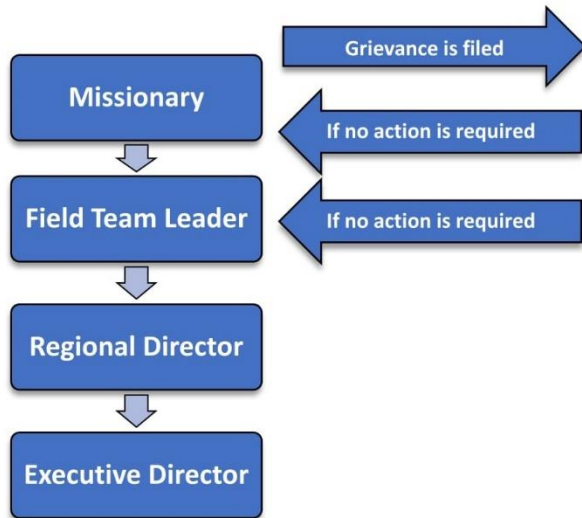 Grievance is filed
Missionary
If no action is required
Field Team Leader
If no action is required
Regional Director
Executive Director